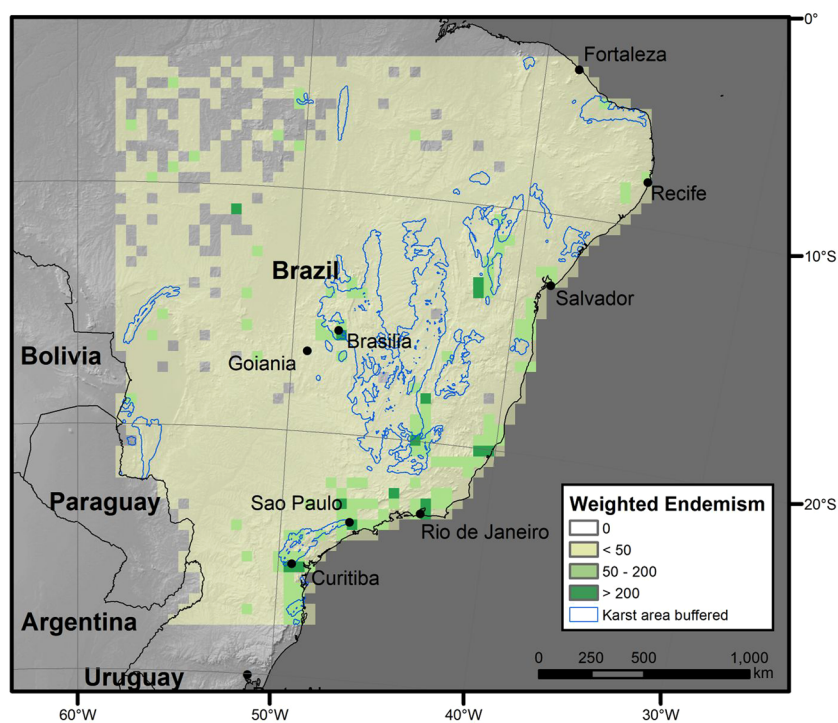 0°
Fortaleza
Recife
10°S
Brazil
Salvador
Bolivia
Brasilia
Goiania
Paraguay
Sao Paulo
Rio de Janeiro
20°S
Curitiba
Argentina
Uruguay
Weighted Endemism
0
< 50
50 - 200
> 200
Karst area buffered
0 250 500 1,000
km
60°W 50°W 40°W 30°W